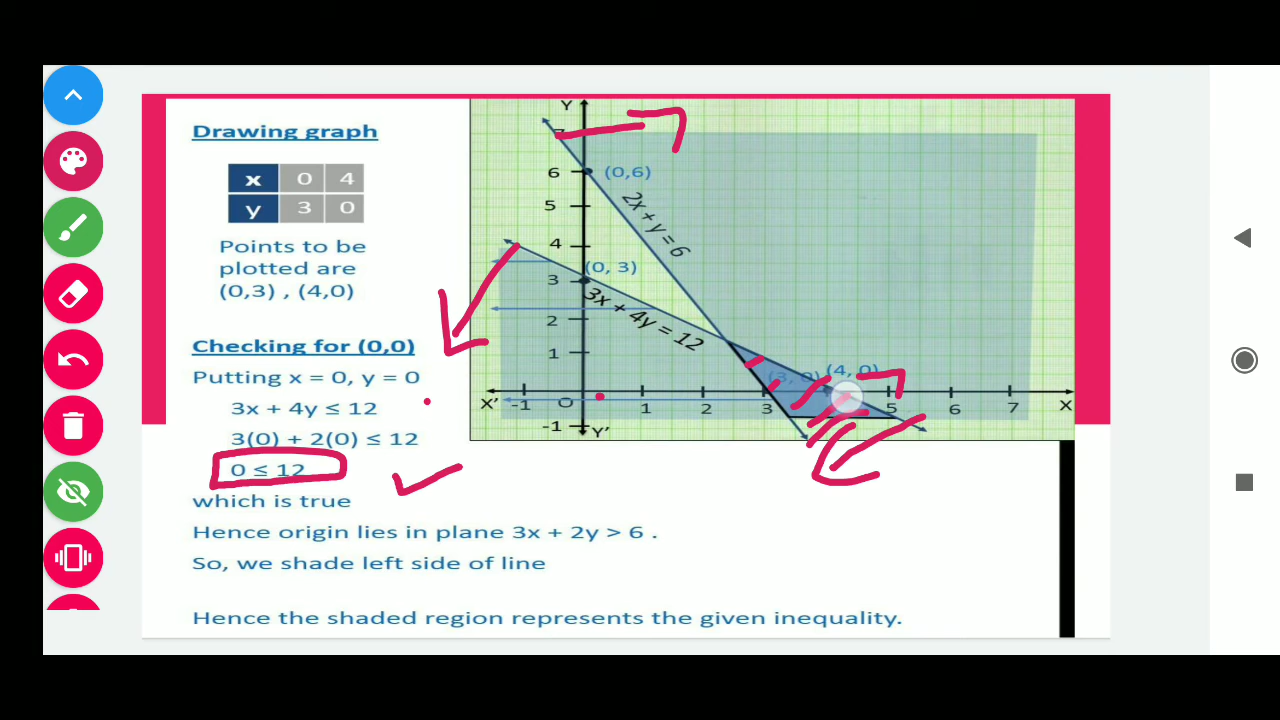 Drawing graph
x 0 4
y 3 0
Points to be
plotted are
(0,3) , (4,0)
Checking for (0,0)
Putting x = 0, y = 0
3x + 4y ≤ 12
3(0) + 2(0) ≤ 12
0 ≤ 12
which is true
Hence origin lies in plane 3x + 2y > 6 .
So, we shade left side of line
Hence the shaded region represents the given inequality.
Y
7
6 (0,6)
5
2x + y = 6
4
(0, 3)
3
3x + 4y = 12
2
1
(3, 0) (4, 0)
X' -1 O 1 2 3 5 6 7 X
-1 Y'